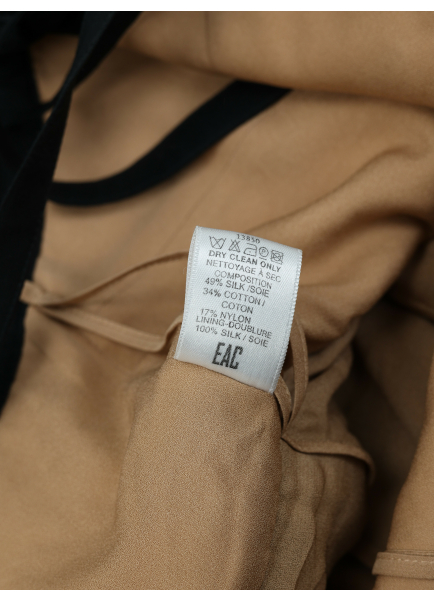 13850
DRY CLEAN ONLY
NETTOYAGE À SEC
COMPOSITION
49% SILK /SOIE
34% COTTON /
COTON
17% NYLON
LINING-DOUBLURE
100% SILK / SOIE
EAC